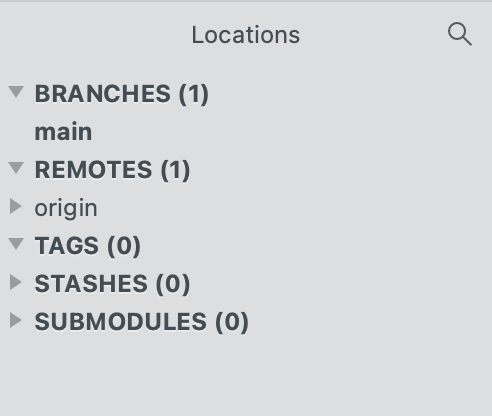 Locations
BRANCHES (1)
main
REMOTES (1)
origin
TAGS (0)
STASHES (0)
SUBMODULES (0)